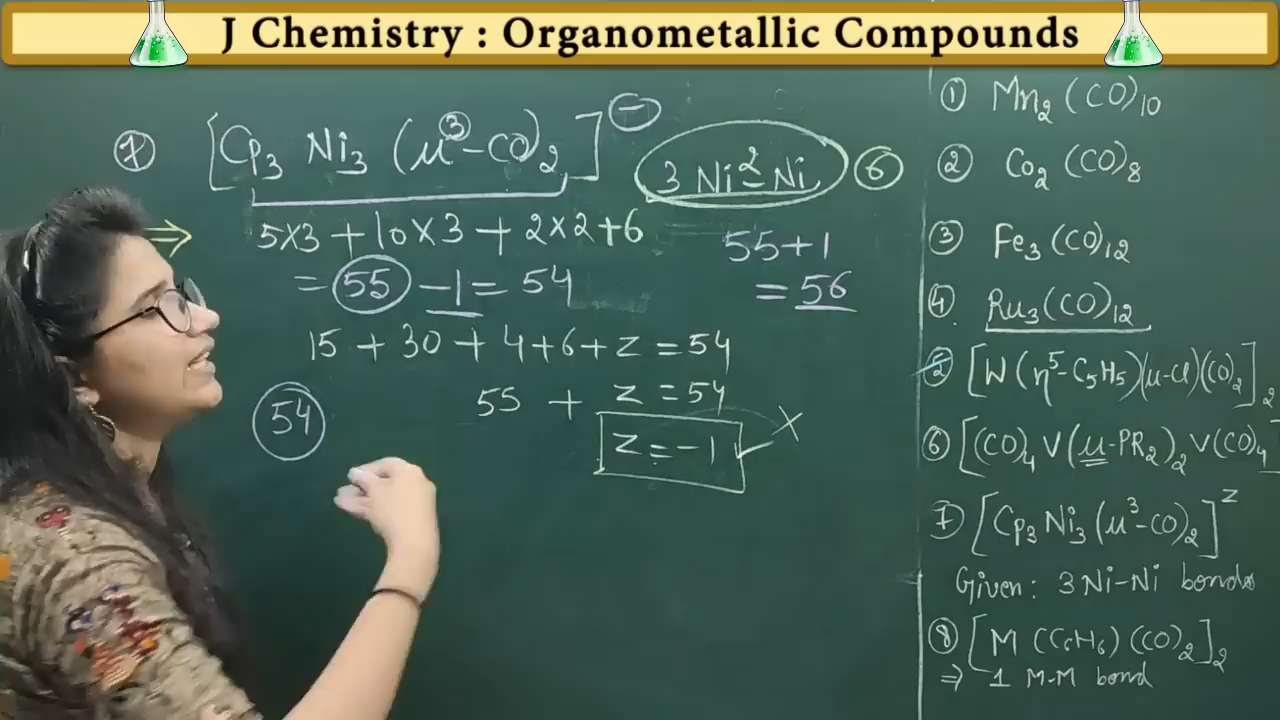 J Chemistry : Organometallic Compounds
⑦ [Cp₃ Ni₃ (μ³-CO)₂]⁻
3 Ni²-Ni ⑥
5×3 + 10×3 + 2×2+6
= 55 -1 = 54
55+1
= 56
15 + 30 + 4+6+z = 54
55 + z = 54
54
z = -1 ×
① Mn₂ (CO)₁₀
② Co₂ (CO)₈
③ Fe₃(CO)₁₂
④ Ru₃(CO)₁₂
⑤ [W(η⁵-C₅H₅)(μ-Cl)(CO)₂]₂
⑥ [(CO)₄ V(μ-PR₂)₂ V(CO)₄]
⑦ [Cp₃ Ni₃ (μ³-CO)₂]ᶻ
Given: 3 Ni-Ni bonds
⑧ [M (C₆H₆)(CO)₂]₂
⇒ 1 M-M bond